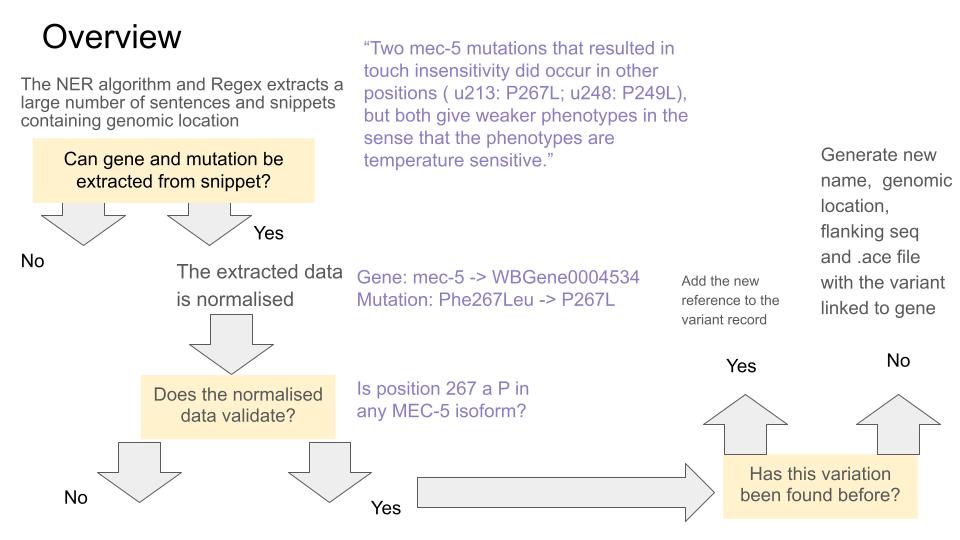 Overview
The NER algorithm and Regex extracts a
large number of sentences and snippets
containing genomic location
“Two mec-5 mutations that resulted in
touch insensitivity did occur in other
positions ( u213: P267L; u248: P249L),
but both give weaker phenotypes in the
sense that the phenotypes are
temperature sensitive.”
Can gene and mutation be
extracted from snippet?
No
Yes
The extracted data
is normalised
Gene: mec-5 -> WBGene0004534
Mutation: Phe267Leu -> P267L
Does the normalised
data validate?
Is position 267 a P in
any MEC-5 isoform?
No
Yes
Has this variation
been found before?
Yes
Add the new
reference to the
variant record
No
Generate new
name, genomic
location,
flanking seq
and .ace file
with the variant
linked to gene